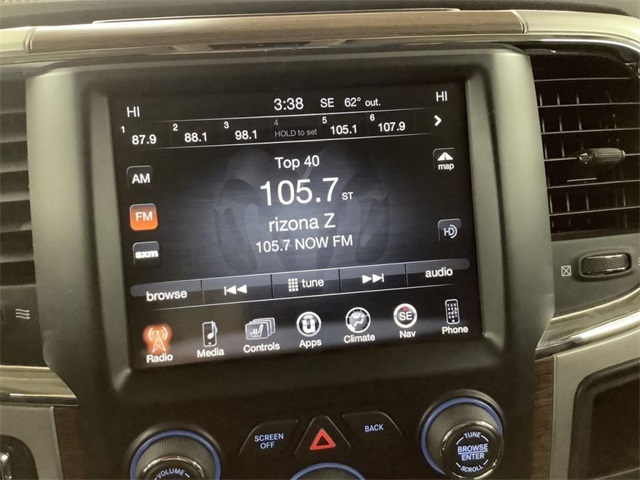 HI 3:38 SE 62° out. HI
1 87.9 2 88.1 3 98.1 4 HOLD to set 5 105.1 6 107.9
Top 40
AM map
105.7 ST
FM rizona Z HD
sxm 105.7 NOW FM
browse tune audio
Radio Media Controls Apps Climate SE Nav Phone
SCREEN OFF BACK
VOLUME TUNE BROWSE ENTER SCROLL